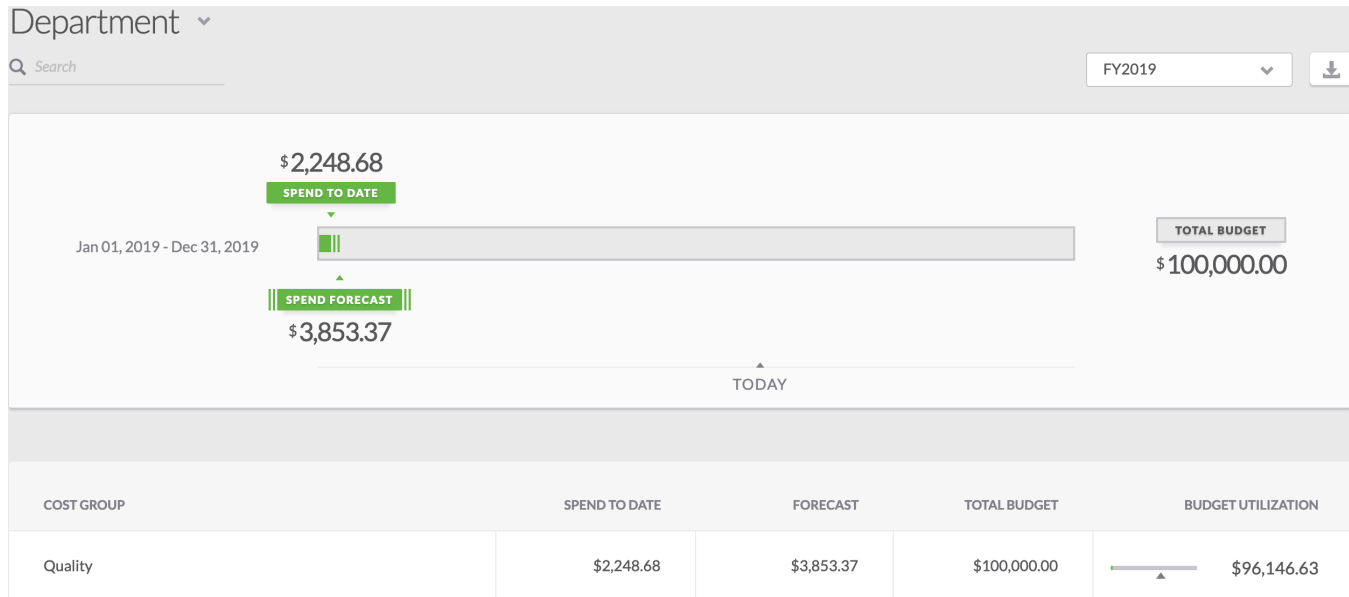 Department
Search
FY2019
$2,248.68
SPEND TO DATE
Jan 01, 2019 - Dec 31, 2019
TOTAL BUDGET
$100,000.00
SPEND FORECAST
$3,853.37
TODAY
COST GROUP SPEND TO DATE FORECAST TOTAL BUDGET BUDGET UTILIZATION
Quality $2,248.68 $3,853.37 $100,000.00 $96,146.63